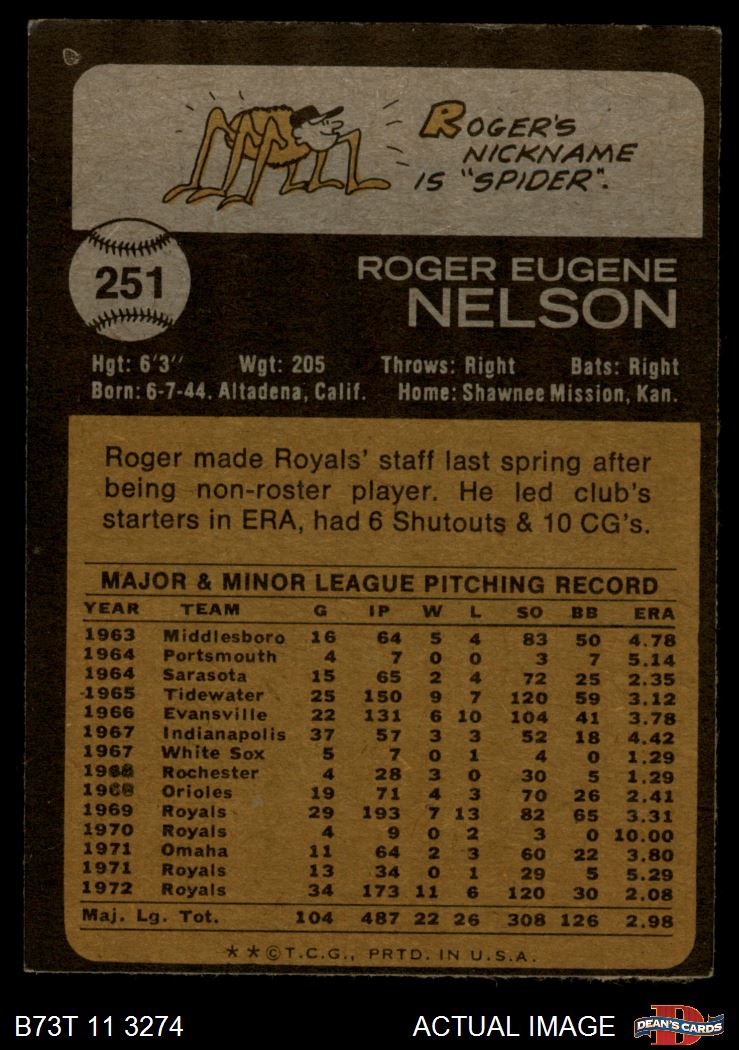 ROGER'S
NICKNAME
IS "SPIDER".
251
ROGER EUGENE
NELSON
Hgt: 6'3" Wgt: 205 Throws: Right Bats: Right
Born: 6-7-44. Altadena, Calif. Home: Shawnee Mission, Kan.
Roger made Royals' staff last spring after
being non-roster player. He led club's
starters in ERA, had 6 Shutouts & 10 CG's.
MAJOR & MINOR LEAGUE PITCHING RECORD
YEAR TEAM G IP W L SO BB ERA
1963 Middlesboro 16 64 5 4 83 50 4.78
1964 Portsmouth 4 7 0 0 3 7 5.14
1964 Sarasota 15 65 2 4 72 25 2.35
1965 Tidewater 25 150 9 7 120 59 3.12
1966 Evansville 22 131 6 10 104 41 3.78
1967 Indianapolis 37 57 3 3 52 18 4.42
1967 White Sox 5 7 0 1 4 0 1.29
Rochester 4 28 3 0 30 5 1.29
Orioles 19 71 4 3 70 26 2.41
1969 Royals 29 193 7 13 82 65 3.31
1970 Royals 4 9 0 2 3 0 10.00
1971 Omaha 11 64 2 3 60 22 3.80
1971 Royals 13 34 0 1 29 5 5.29
1972 Royals 34 173 11 6 120 30 2.08
Maj. Lg. Tot. 104 487 22 26 308 126 2.98
* * © T.C.G., PRTD. IN U.S.A.
B73T 11 3274 ACTUAL IMAGE D DEAN'S CARDS